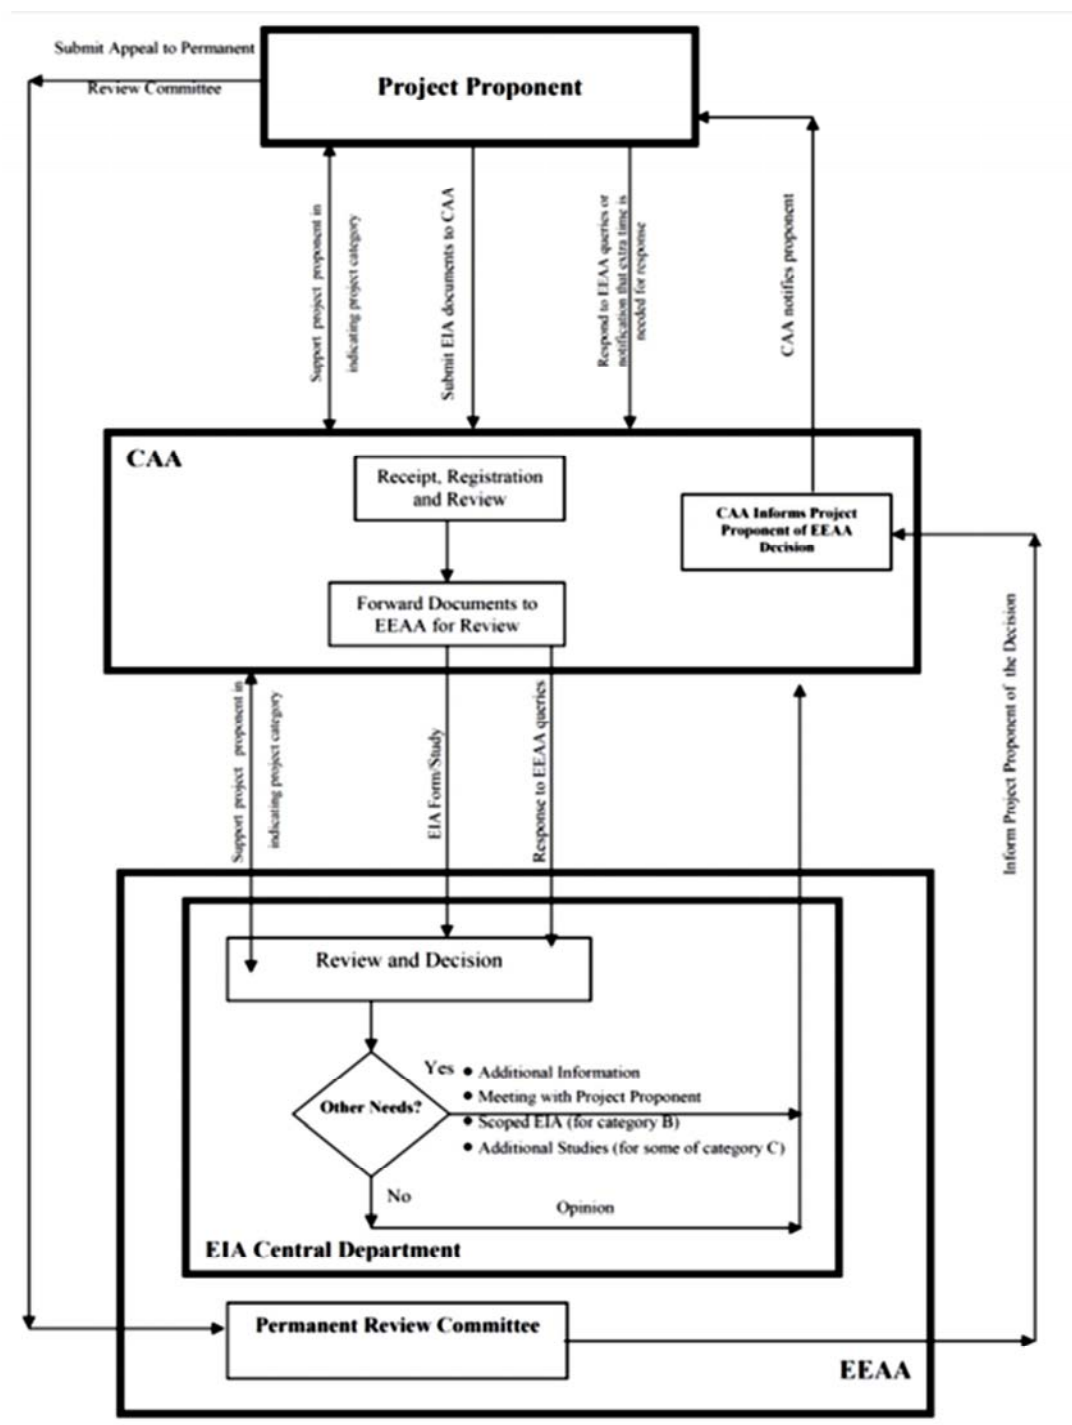 Submit Appeal to Permanent
Review Committee
Project Proponent
Support project proponent in
indicating project category
Submit EIA documents to CAA
Respond to EEAA queries or
notification that extra time is
needed for response
CAA notifies proponent
CAA
Receipt, Registration
and Review
CAA Informs Project
Proponent of EEAA
Decision
Forward Documents to
EEAA for Review
Support project proponent in
indicating project category
EIA Form/Study
Response to EEAA queries
Inform Project Proponent of the Decision
Review and Decision
Other Needs?
Yes
• Additional Information
• Meeting with Project Proponent
• Scoped EIA (for category B)
• Additional Studies (for some of category C)
No
Opinion
EIA Central Department
Permanent Review Committee
EEAA